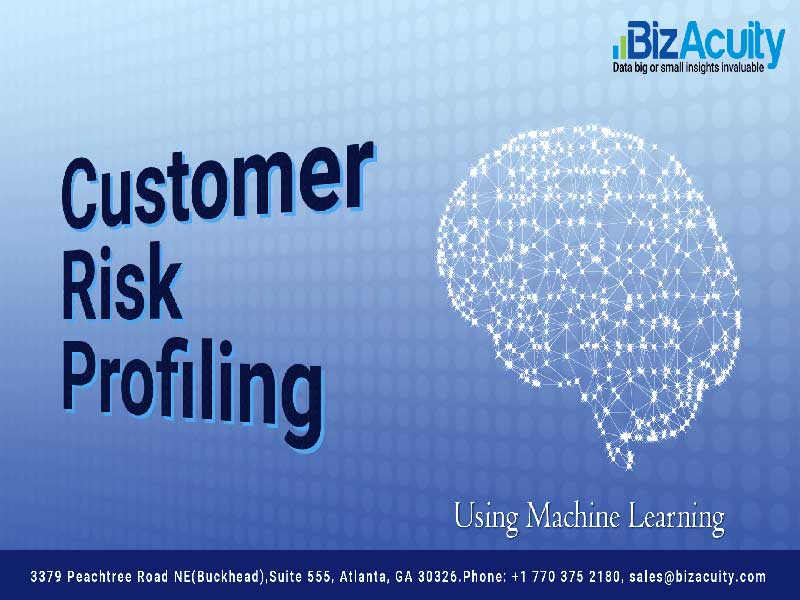 BizAcuity
Data big or small insights invaluable
Customer
Risk
Profiling
Using Machine Learning
3379 Peachtree Road NE(Buckhead),Suite 555, Atlanta, GA 30326.Phone: +1 770 375 2180, sales@bizacuity.com